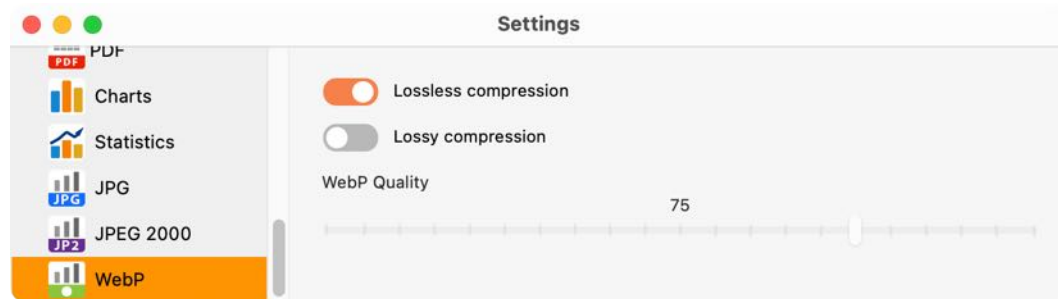 Settings
PDF
PDF
Charts
Statistics
JPG
JPG
JP2
JPEG 2000
WebP
Lossless compression
Lossy compression
WebP Quality
75